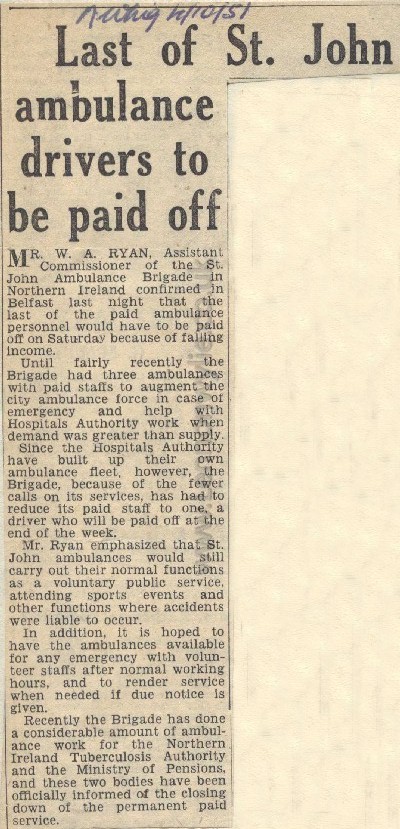 Last of St. John
ambulance
drivers to
be paid off
MR. W. A. RYAN, Assistant
Commissioner of the St.
John Ambulance Brigade in
Northern Ireland confirmed in
Belfast last night that the
last of the paid ambulance
personnel would have to be paid
off on Saturday because of falling
income.
Until fairly recently the
Brigade had three ambulances
with paid staffs to augment the
city ambulance force in case of
emergency and help with
Hospitals Authority work when
demand was greater than supply.
Since the Hospitals Authority
have built up their own
ambulance fleet, however, the
Brigade, because of the fewer
calls on its services, has had to
reduce its paid staff to one, a
driver who will be paid off at the
end of the week.
Mr. Ryan emphasized that St.
John ambulances would still
carry out their normal functions
as a voluntary public service,
attending sports events and
other functions where accidents
were liable to occur.
In addition, it is hoped to
have the ambulances available
for any emergency with volun-
teer staffs after normal working
hours, and to render service
when needed if due notice is
given.
Recently the Brigade has done
a considerable amount of ambul-
ance work for the Northern
Ireland Tuberculosis Authority
and the Ministry of Pensions,
and these two bodies have been
officially informed of the closing
down of the permanent paid
service.